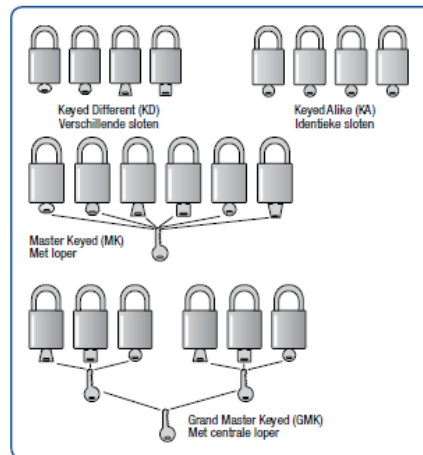 Keyed Different (KD)
Verschillende sloten
Keyed Alike (KA)
Identieke sloten
Master Keyed (MK)
Met loper
Grand Master Keyed (GMK)
Met centrale loper